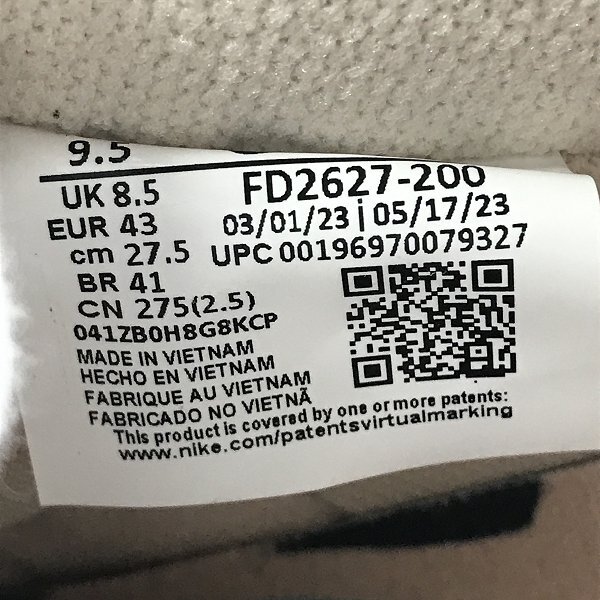 9.5
UK 8.5
EUR 43
cm 27.5
BR 41
CN 275(2.5)
041ZB0H8G8KCP
FD2627-200
03/01/23 | 05/17/23
UPC 00196970079327
MADE IN VIETNAM
HECHO EN VIETNAM
FABRIQUE AU VIETNAM
FABRICADO NO VIETNÃ
This product is covered by one or more patents:
www.nike.com/patentsvirtualmarking